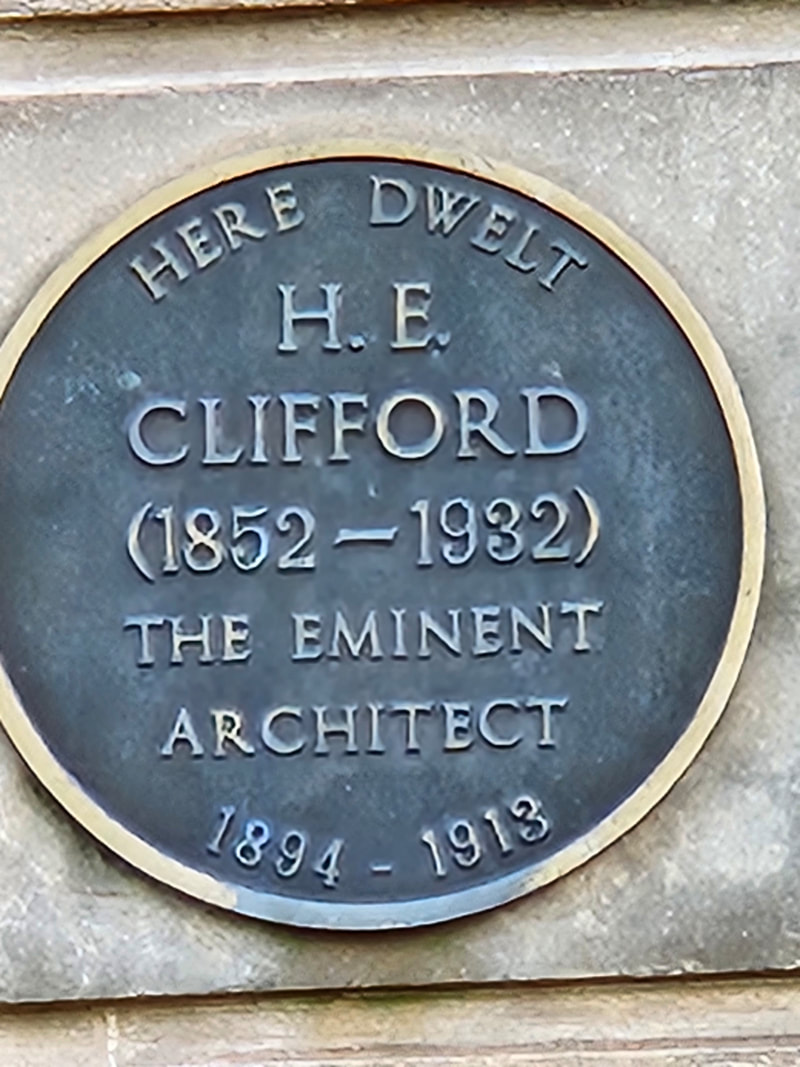 HERE DWELT
H. E.
CLIFFORD
(1852 – 1932)
THE EMINENT
ARCHITECT
1894 - 1913